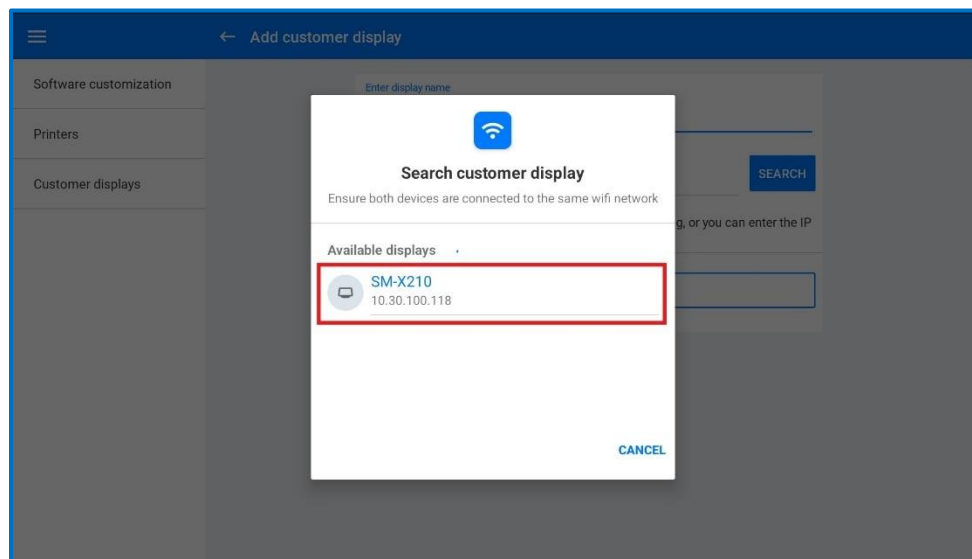 Add customer display
Software customization
Printers
Customer displays
Enter display name
SEARCH
g, or you can enter the IP
Search customer display
Ensure both devices are connected to the same wifi network
Available displays
SM-X210
10.30.100.118
CANCEL